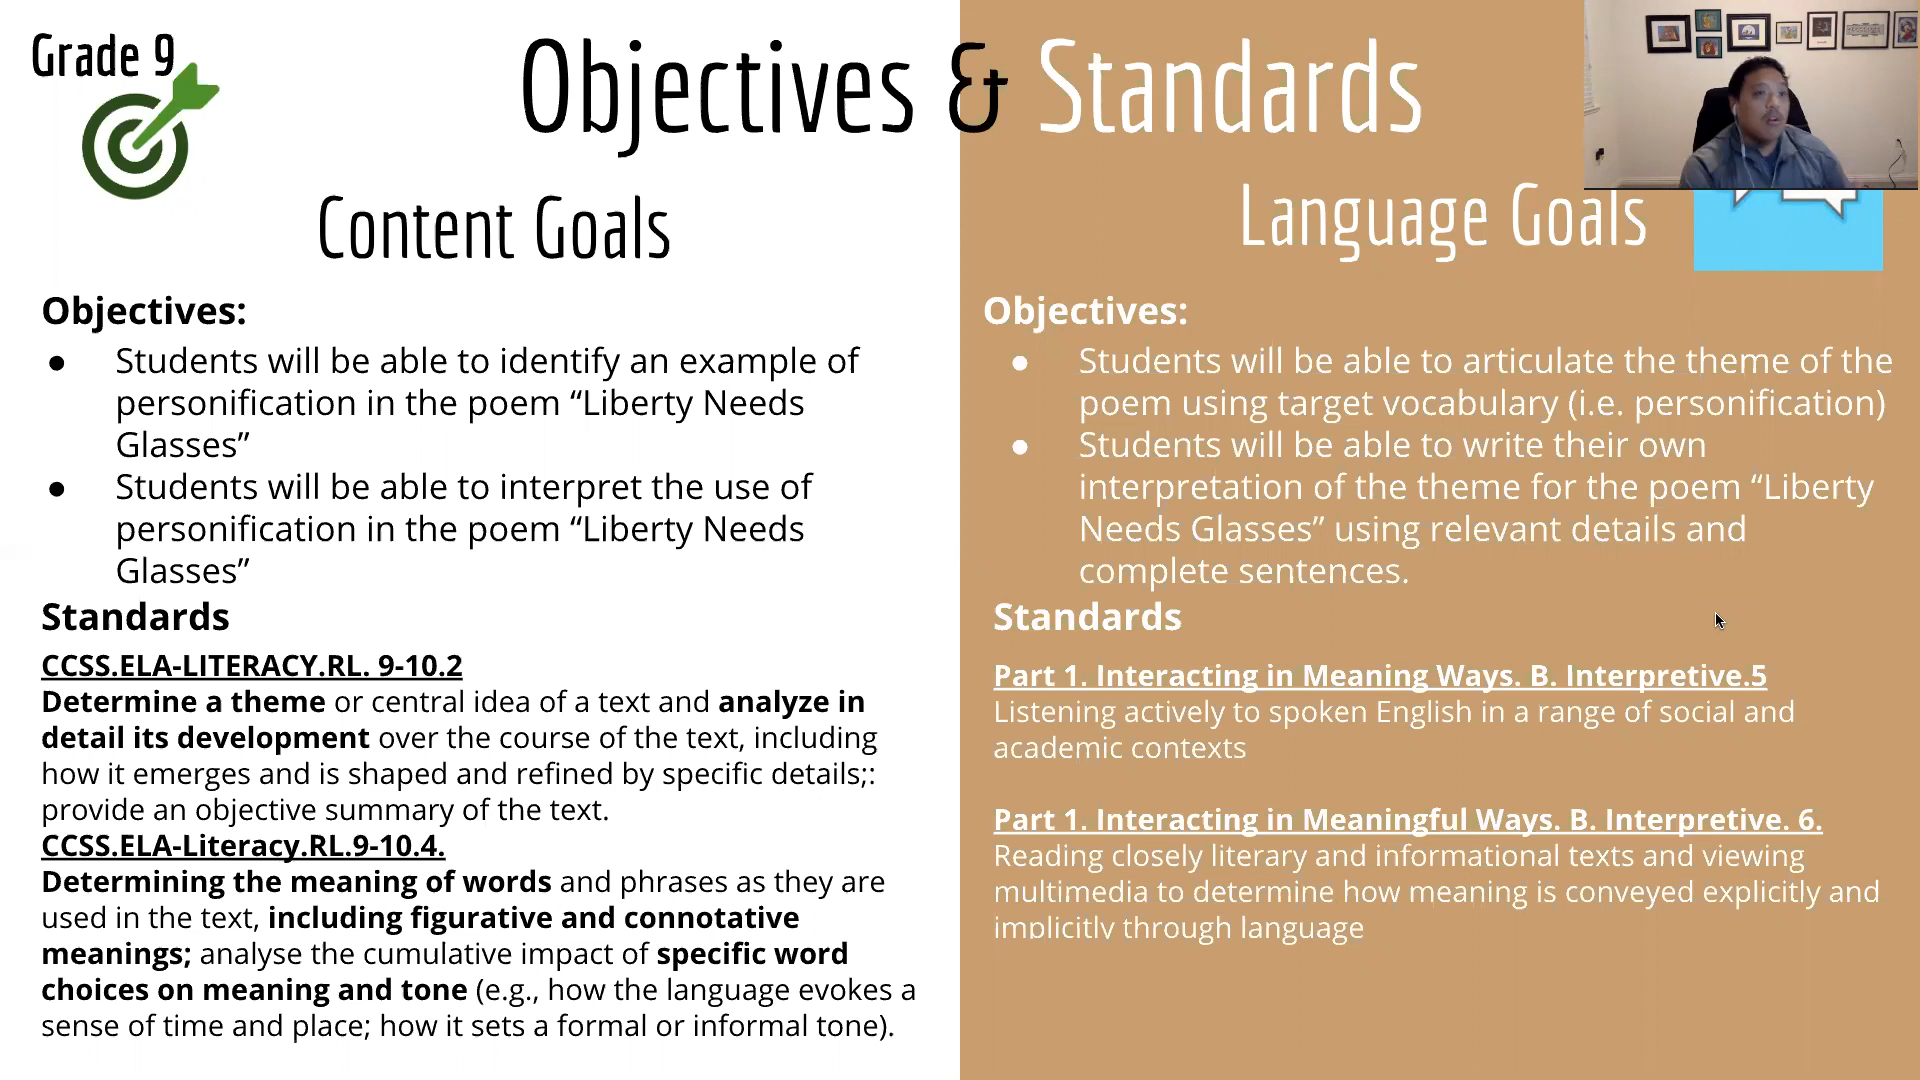 Grade 9
Objectives & Standards
Content Goals
Objectives:
● Students will be able to identify an example of
personification in the poem “Liberty Needs
Glasses”
● Students will be able to interpret the use of
personification in the poem “Liberty Needs
Glasses”
Standards
CCSS.ELA-LITERACY.RL. 9-10.2
Determine a theme or central idea of a text and analyze in
detail its development over the course of the text, including
how it emerges and is shaped and refined by specific details;:
provide an objective summary of the text.
CCSS.ELA-Literacy.RL.9-10.4.
Determining the meaning of words and phrases as they are
used in the text, including figurative and connotative
meanings; analyse the cumulative impact of specific word
choices on meaning and tone (e.g., how the language evokes a
sense of time and place; how it sets a formal or informal tone).
Language Goals
Objectives:
● Students will be able to articulate the theme of the
poem using target vocabulary (i.e. personification)
● Students will be able to write their own
interpretation of the theme for the poem “Liberty
Needs Glasses” using relevant details and
complete sentences.
Standards
Part 1. Interacting in Meaning Ways. B. Interpretive.5
Listening actively to spoken English in a range of social and
academic contexts
Part 1. Interacting in Meaningful Ways. B. Interpretive. 6.
Reading closely literary and informational texts and viewing
multimedia to determine how meaning is conveyed explicitly and
implicitly through language